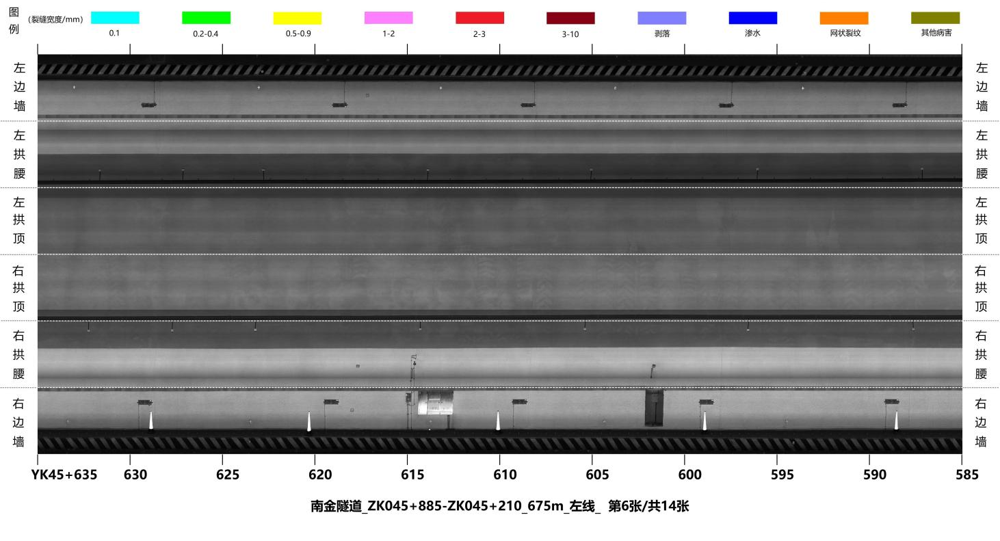 图例 (裂缝宽度/mm)
0.1 0.2-0.4 0.5-0.9 1-2 2-3 3-10 剥落 渗水 网状裂纹 其他病害
左边墙 左边墙
左拱腰 左拱腰
左拱顶 左拱顶
右拱顶 右拱顶
右拱腰 右拱腰
右边墙 右边墙
YK45+635 630 625 620 615 610 605 600 595 590 585
南金隧道_ZK045+885-ZK045+210_675m_左线_ 第6张/共14张